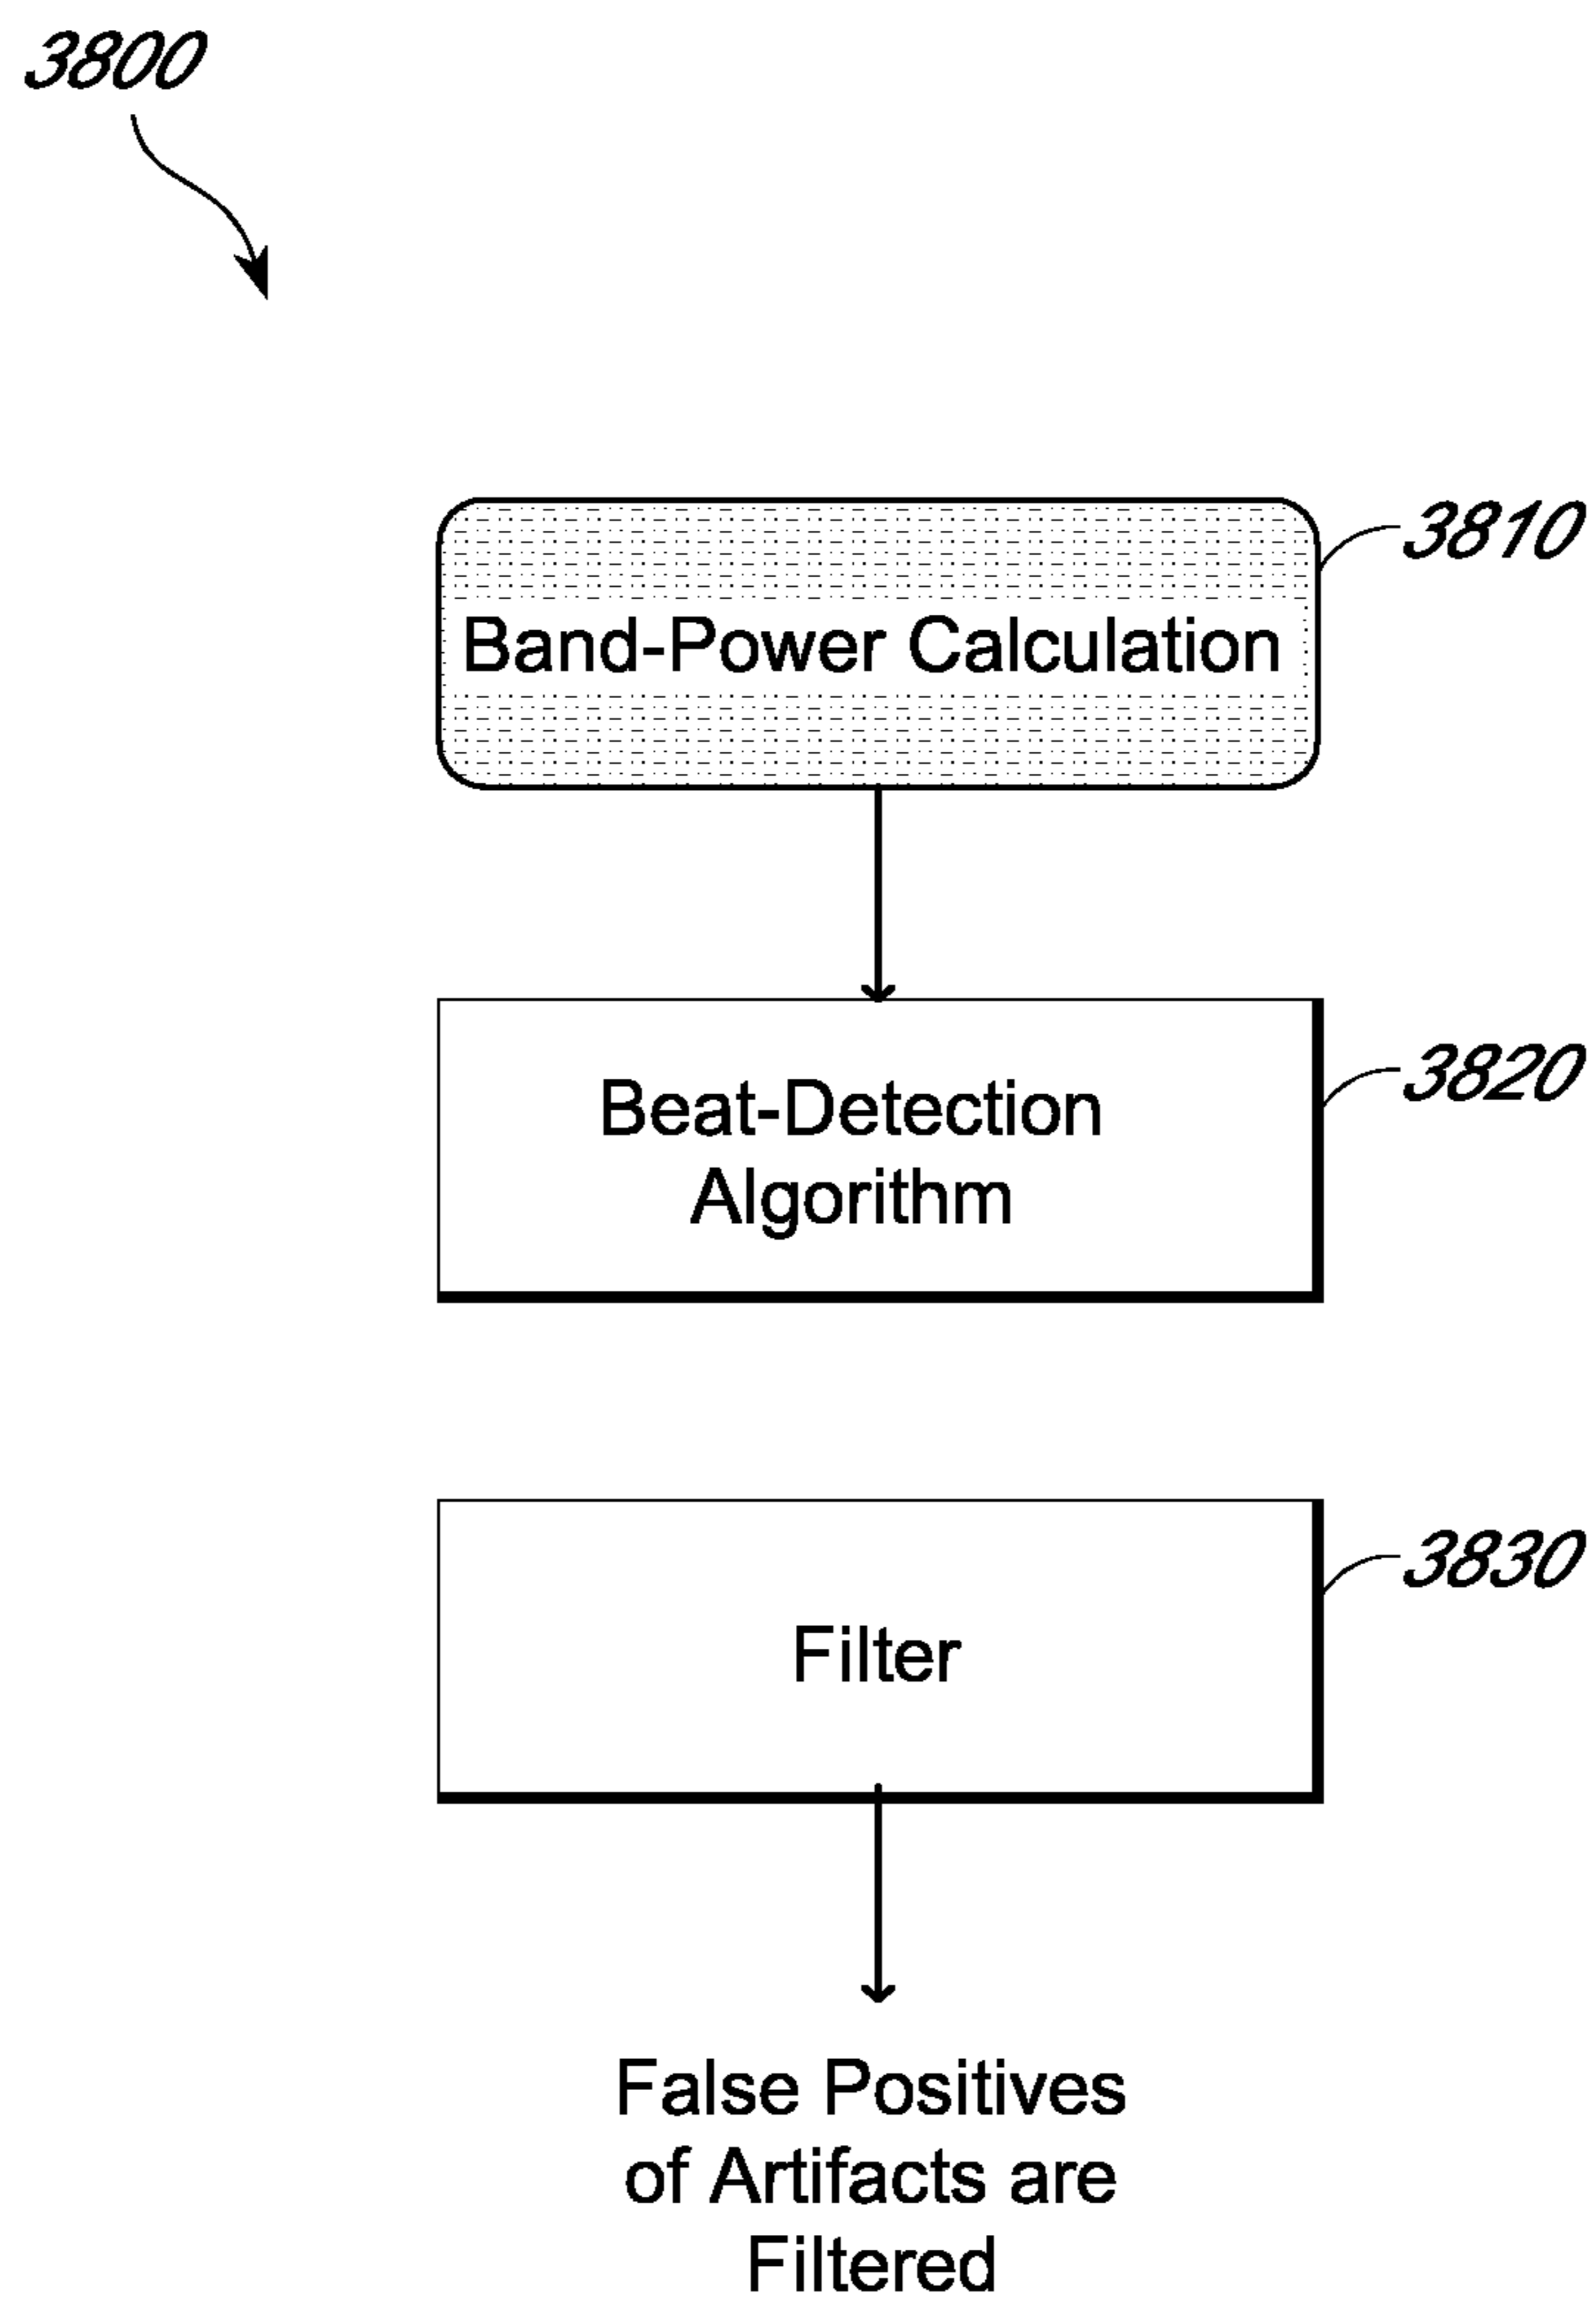 3800
3810
Band-Power Calculation
3820
Beat-Detection
Algorithm
3830
Filter
False Positives
of Artifacts are
Filtered